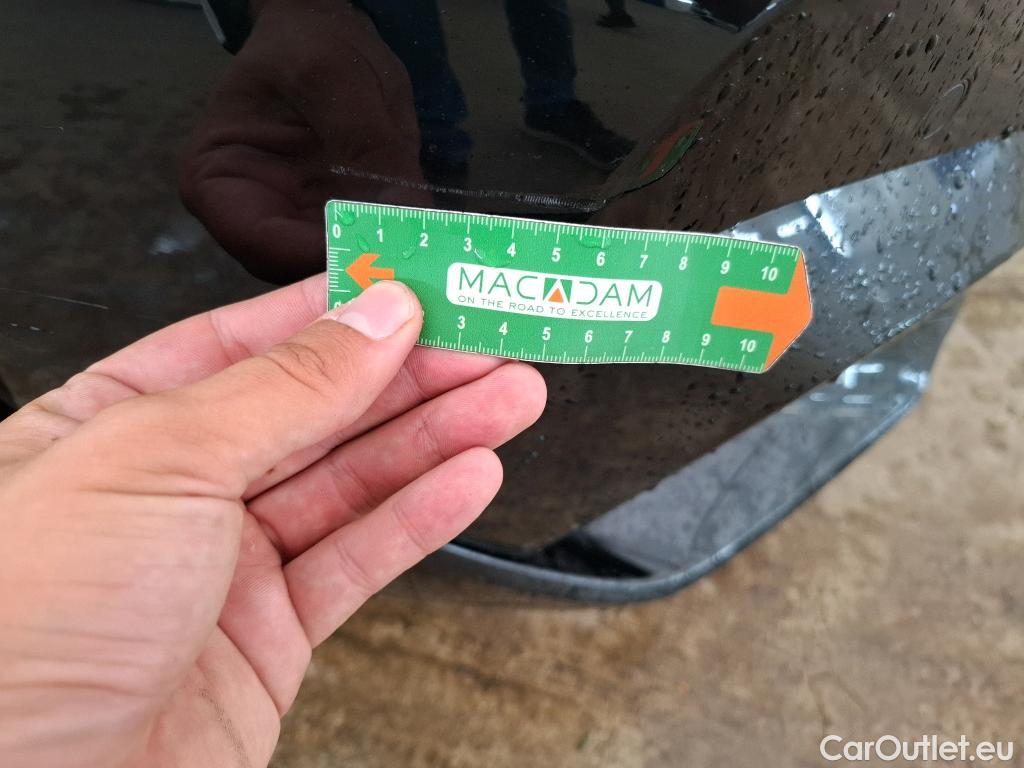 0 1 2 3 4 5 6 7 8 9 10
MACADAM
ON THE ROAD TO EXCELLENCE
3 4 5 6 7 8 9 10
CarOutlet.eu